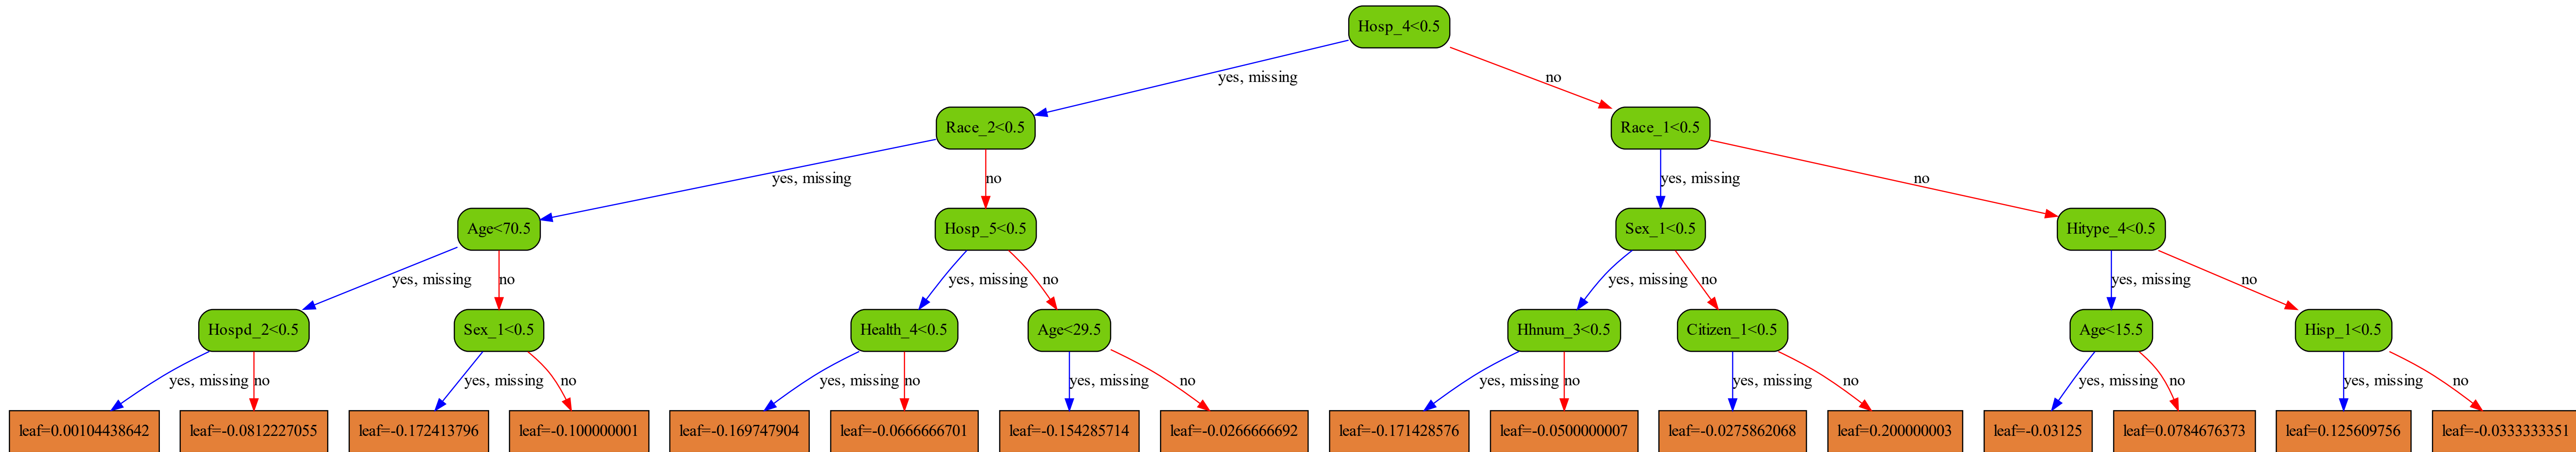 Hosp_4<0.5
yes, missing
no
Race_2<0.5
Race_1<0.5
yes, missing
no
yes, missing
no
Age<70.5
Hosp_5<0.5
Sex_1<0.5
Hitype_4<0.5
yes, missing
no
yes, missing
no
yes, missing
no
yes, missing
no
Hospd_2<0.5
Sex_1<0.5
Health_4<0.5
Age<29.5
Hhnum_3<0.5
Citizen_1<0.5
Age<15.5
Hisp_1<0.5
yes, missing
no
yes, missing
no
yes, missing
no
yes, missing
no
yes, missing
no
yes, missing
no
yes, missing
no
yes, missing
no
leaf=0.00104438642
leaf=-0.0812227055
leaf=-0.172413796
leaf=-0.100000001
leaf=-0.169747904
leaf=-0.0666666701
leaf=-0.154285714
leaf=-0.0266666692
leaf=-0.171428576
leaf=-0.0500000007
leaf=-0.0275862068
leaf=0.200000003
leaf=-0.03125
leaf=0.0784676373
leaf=0.125609756
leaf=-0.0333333351